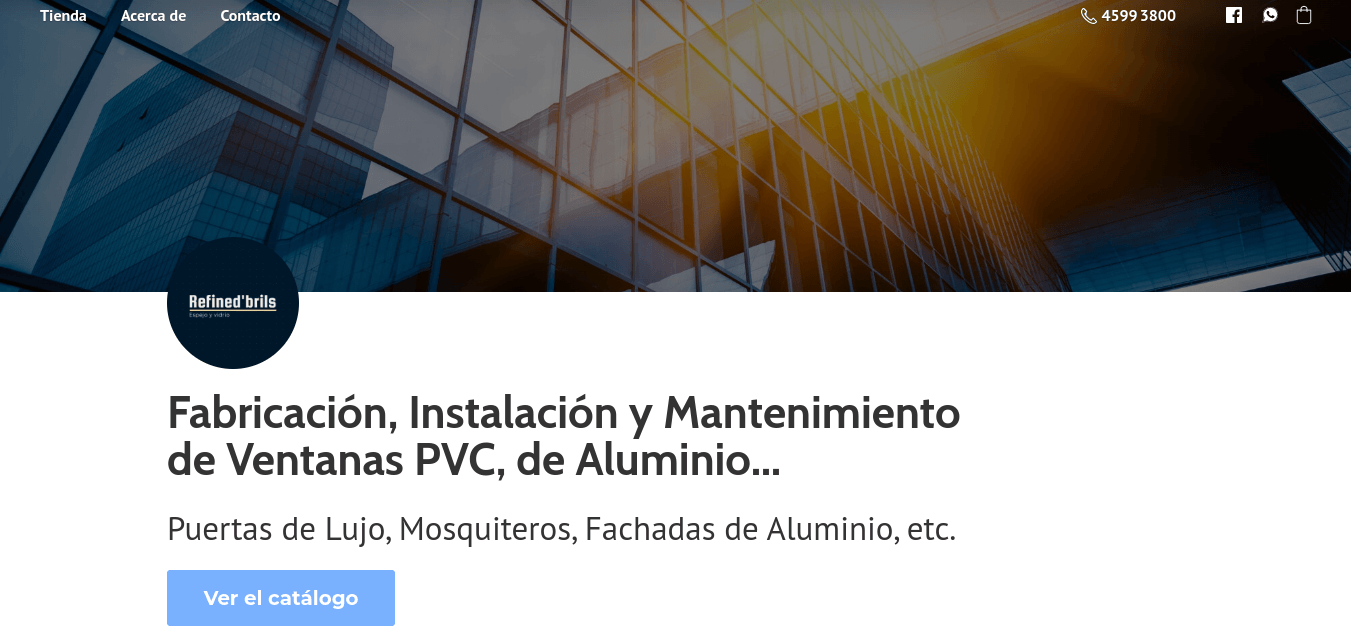 Tienda Acerca de Contacto 4599 3800
Refined'brils
Espejo y vidrio
Fabricación, Instalación y Mantenimiento
de Ventanas PVC, de Aluminio...
Puertas de Lujo, Mosquiteros, Fachadas de Aluminio, etc.
Ver el catálogo